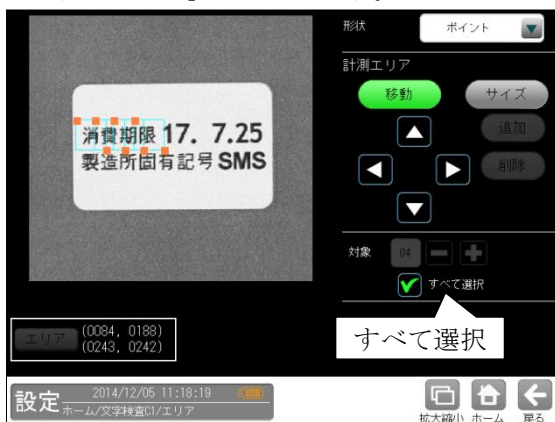 形状
ポイント
計測エリア
移動
サイズ
追加
削除
消費期限 17. 7.25
製造所固有記号 SMS
対象
04
すべて選択
すべて選択
エリア
(0084, 0188)
(0243, 0242)
設定
2014/12/05 11:18:19
ホーム/文字検査C1/エリア
拡大縮小 ホーム 戻る